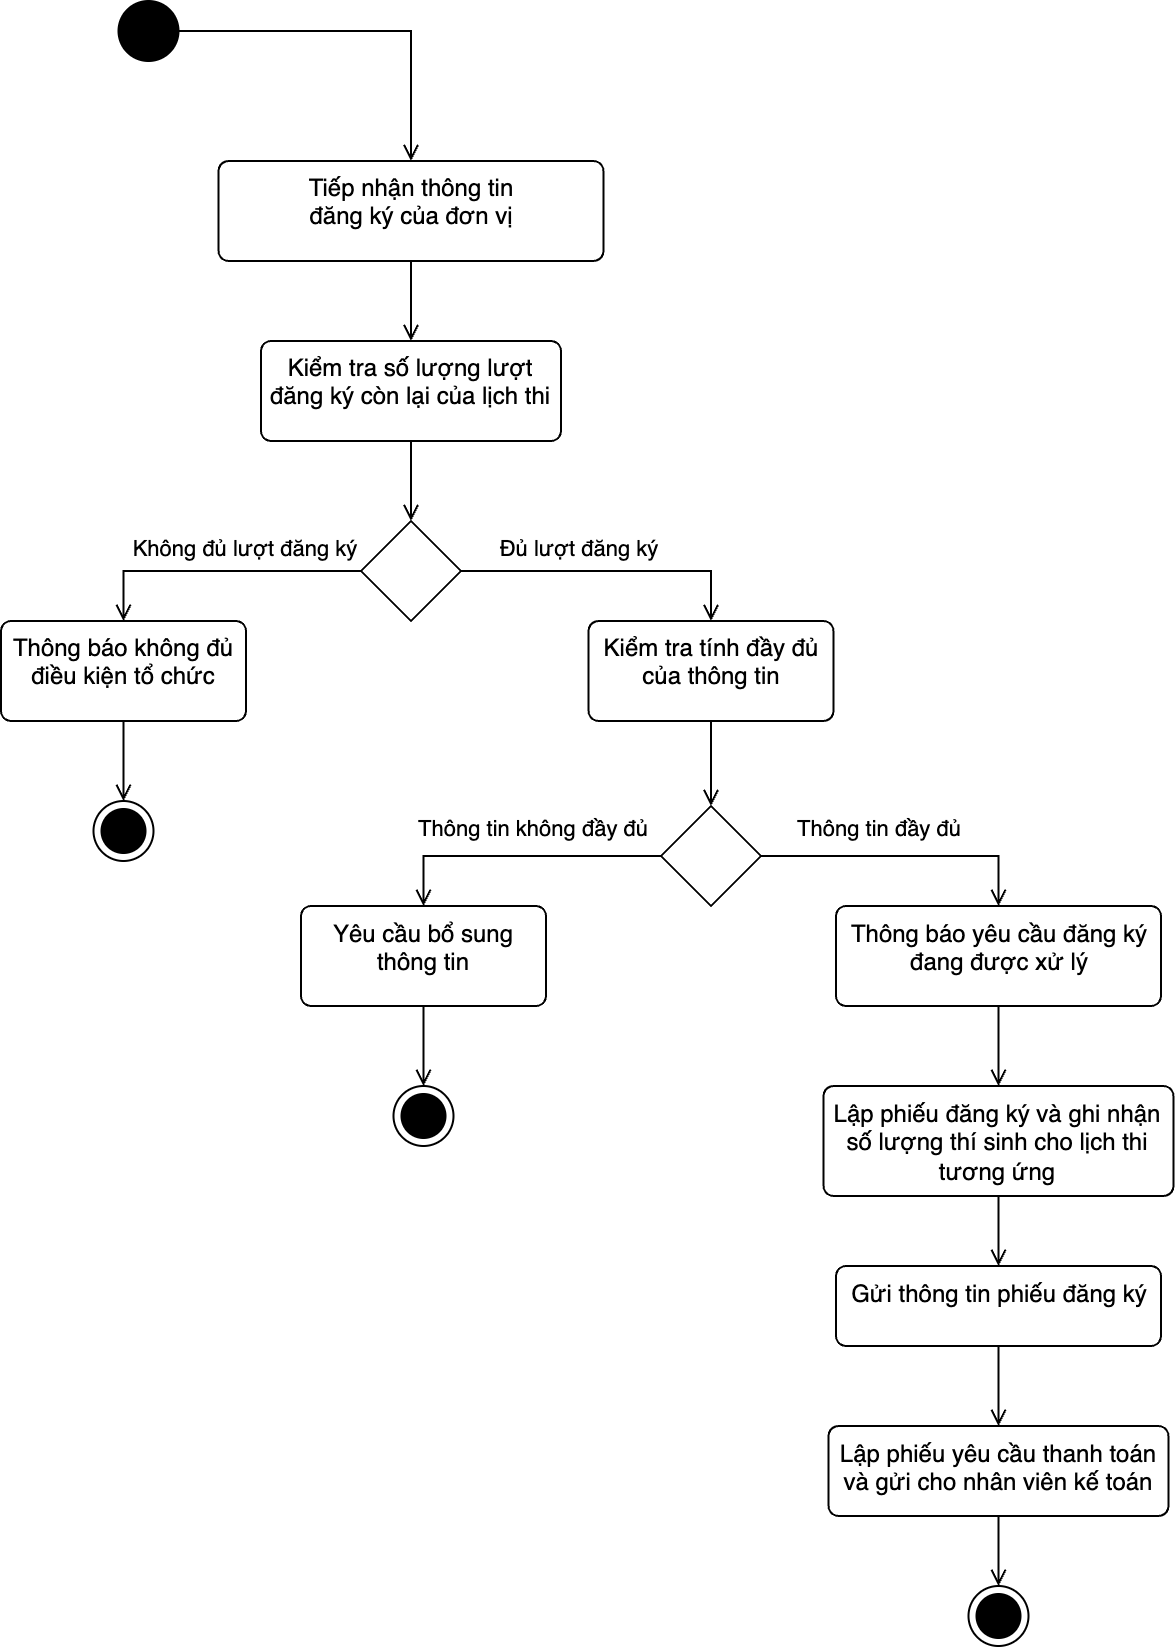 Tiếp nhận thông tin
đăng ký của đơn vị
Kiểm tra số lượng lượt
đăng ký còn lại của lịch thi
Không đủ lượt đăng ký
Đủ lượt đăng ký
Thông báo không đủ
điều kiện tổ chức
Kiểm tra tính đầy đủ
của thông tin
Thông tin không đầy đủ
Thông tin đầy đủ
Yêu cầu bổ sung
thông tin
Thông báo yêu cầu đăng ký
đang được xử lý
Lập phiếu đăng ký và ghi nhận
số lượng thí sinh cho lịch thi
tương ứng
Gửi thông tin phiếu đăng ký
Lập phiếu yêu cầu thanh toán
và gửi cho nhân viên kế toán